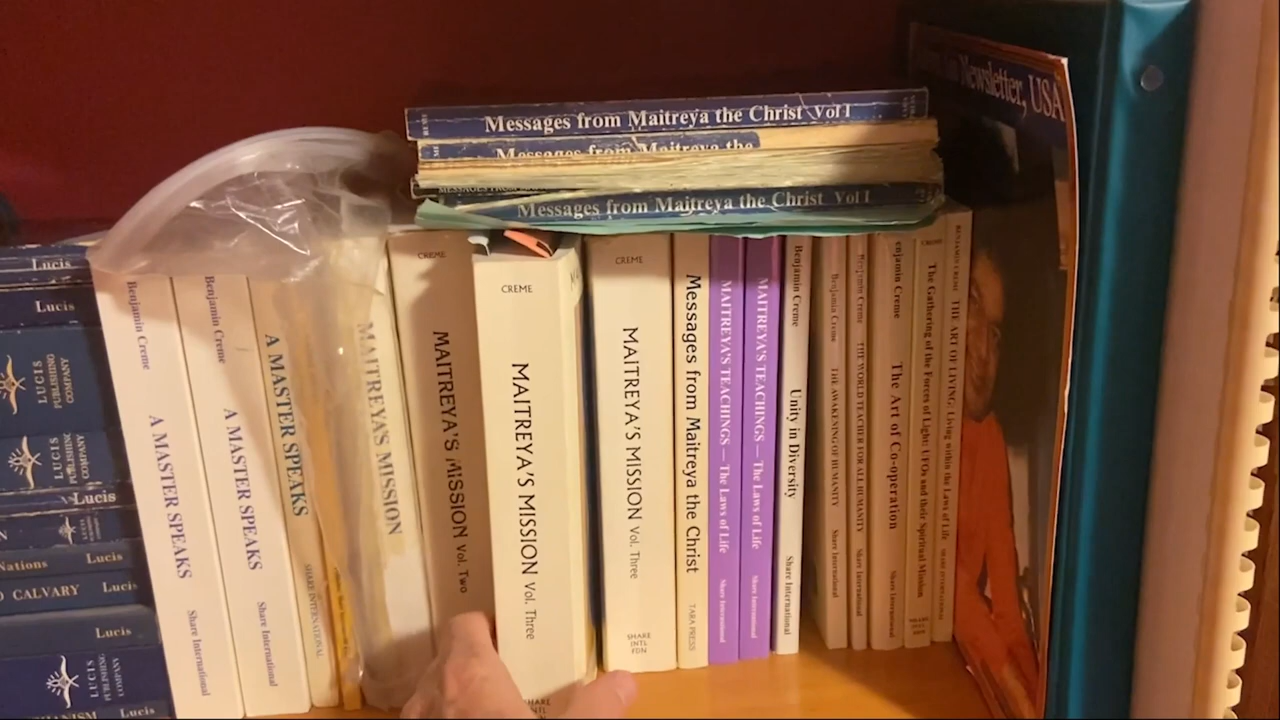 Messages from Maitreya the Christ Vol I
Messages from Maitreya the
MESSAGES FROM
Messages from Maitreya the Christ Vol I
Newsletter, USA
Lucis
Lucis
LUCIS
PUBLISHING
COMPANY
LUCIS
PUBLISHING
COMPANY
Lucis
Nations Lucis
CALVARY Lucis
Lucis
LUCIS
PUBLISHING
COMPANY
Lucis
Benjamin Creme A MASTER SPEAKS Share International
Benjamin Creme A MASTER SPEAKS Share International
A MASTER SPEAKS SHARE INTERNATIONAL
MAITREYA'S MISSION
CREME MAITREYA'S MISSION Vol. Two
CREME MAITREYA'S MISSION Vol. Three
SHARE
INTL
CREME MAITREYA'S MISSION Vol. Three
SHARE
INTL
FDN
Messages from Maitreya the Christ TARA PRESS
MAITREYA'S TEACHINGS — The Laws of Life Share International
MAITREYA'S TEACHINGS — The Laws of Life Share International
Benjamin Creme Unity in Diversity Share International
Benjamin Creme THE AWAKENING OF HUMANITY Share International
Benjamin Creme THE WORLD TEACHER FOR ALL HUMANITY Share International
enjamin Creme The Art of Co-operation Share International
CREME The Gathering of the Forces of Light: UFOs and their Spiritual Mission
SHARE
INTL
FDN
BENJAMIN CREME THE ART OF LIVING: Living within the Laws of Life SHARE INTERNATIONAL